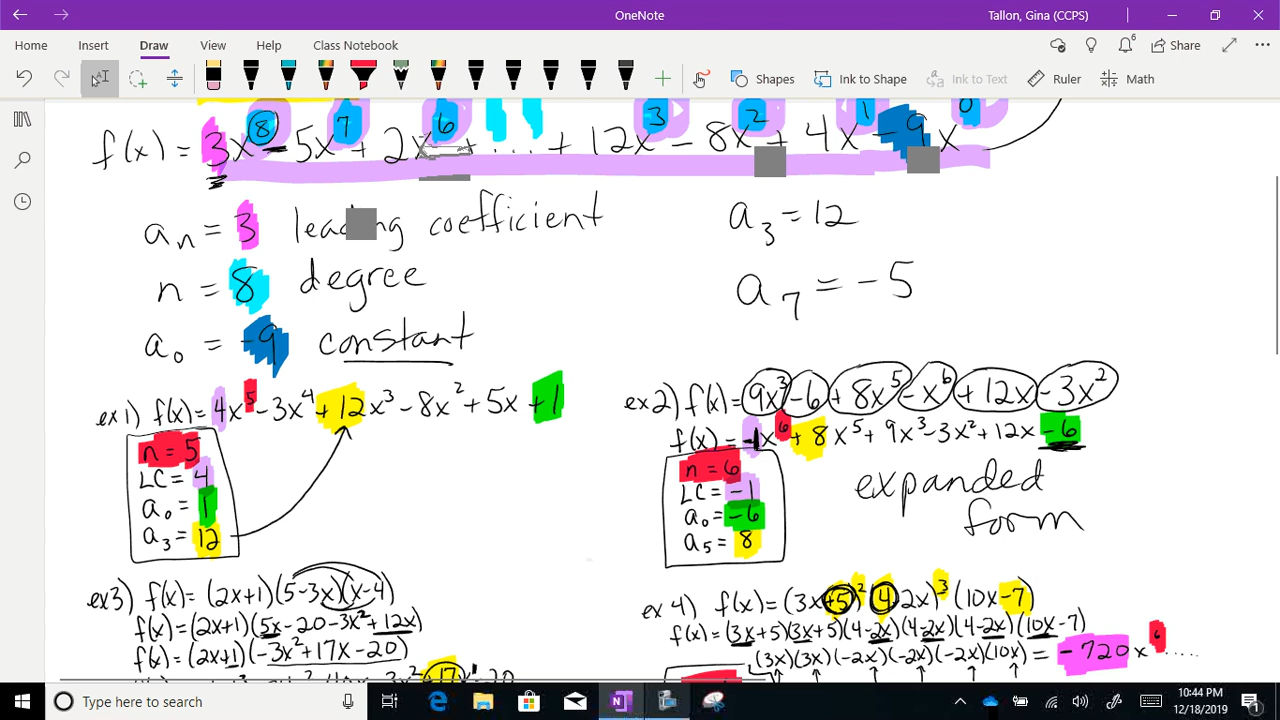 OneNote
Tallon, Gina (CCPS)
Home Insert Draw View Help Class Notebook
Share
Shapes Ink to Shape Ink to Text Ruler Math
f(x) = 3x⁸ - 5x⁷ + 2x⁶ + ... + 12x³ - 8x² + 4x¹ - 9x⁰
aₙ = 3 leading coefficient
a₃ = 12
n = 8 degree
a₇ = -5
a₀ = -9 constant
ex1) f(x) = 4x⁵ - 3x⁴ + 12x³ - 8x² + 5x + 1
n = 5
LC = 4
a₀ = 1
a₃ = 12
ex2) f(x) = 9x³ - 6 + 8x⁵ - x⁶ + 12x - 3x²
f(x) = -1x⁶ + 8x⁵ + 9x³ - 3x² + 12x - 6
n = 6
LC = -1
a₀ = -6
a₅ = 8
expanded
form
ex3) f(x) = (2x+1)(5-3x)(x-4)
f(x) = (2x+1)(5x-20-3x²+12x)
f(x) = (2x+1)(-3x²+17x-20)
ex 4) f(x) = (3x+5)²(4-2x)³(10x-7)
f(x) = (3x+5)(3x+5)(4-2x)(4-2x)(4-2x)(10x-7)
(3x)(3x)(-2x)(-2x)(-2x)(10x) = -720x⁶ .....
Type here to search
10:44 PM
12/18/2019